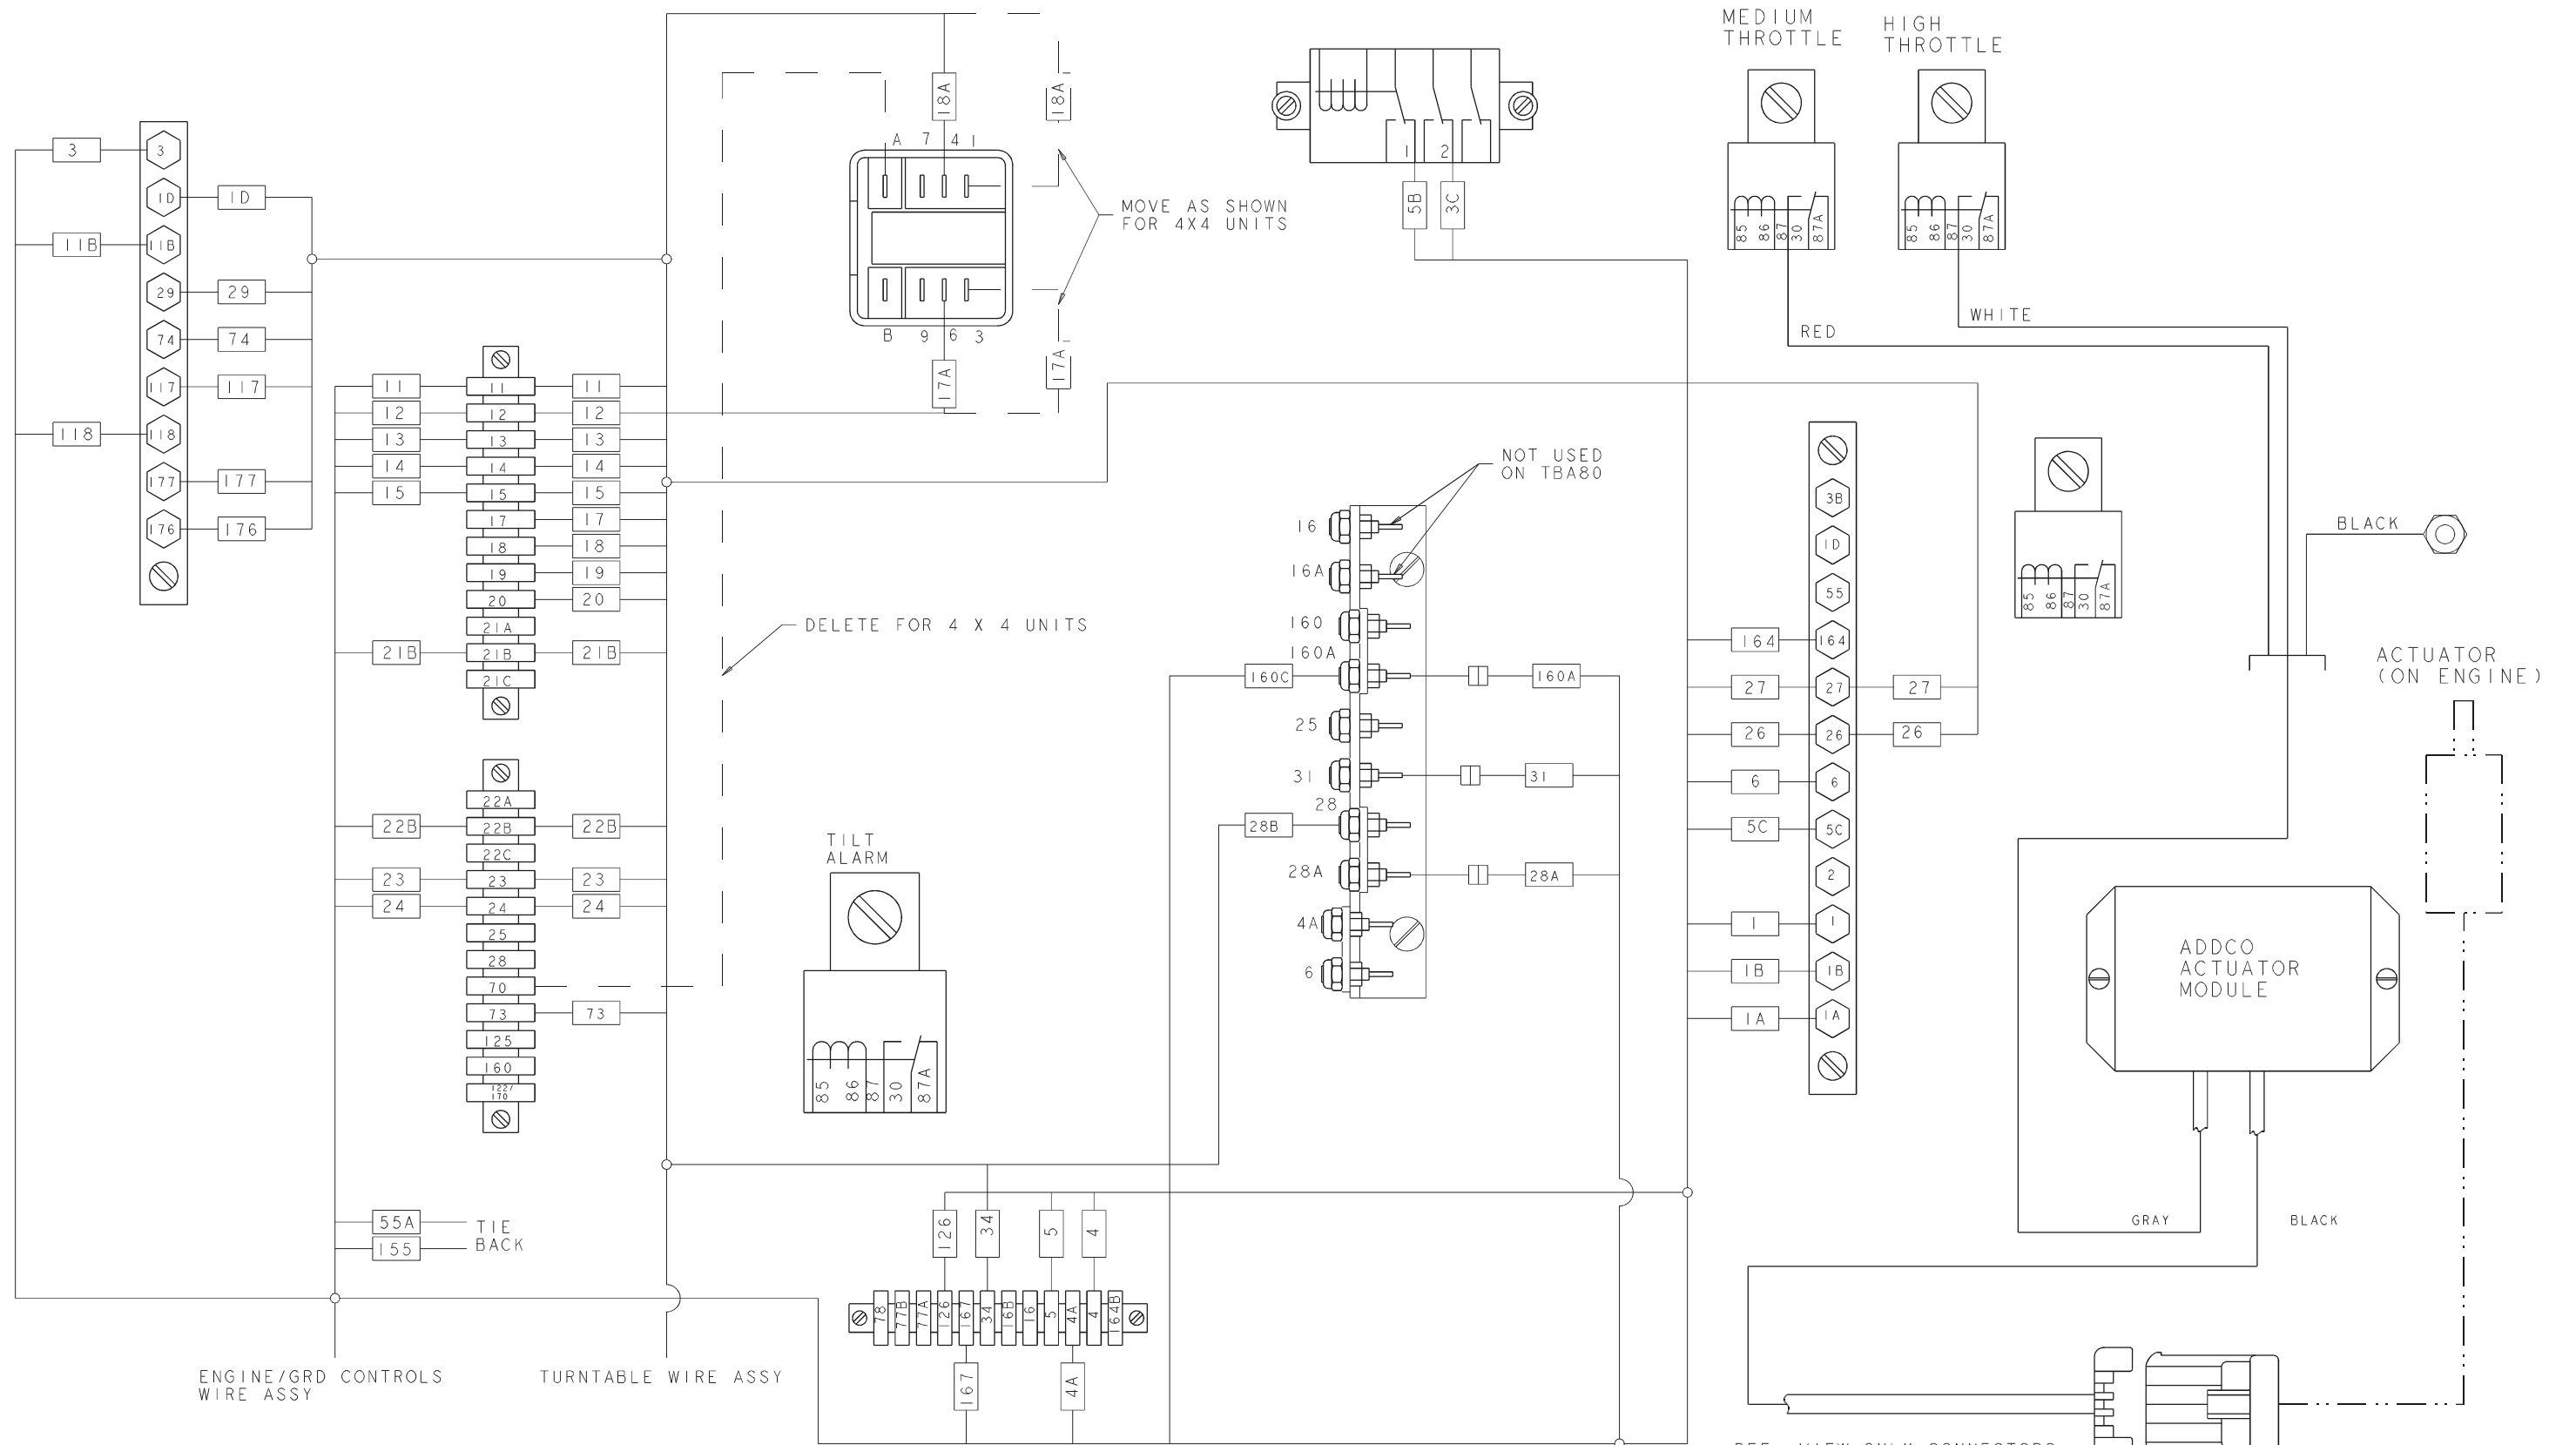 MEDIUM
THROTTLE
HIGH
THROTTLE
3
3
1D
1D
11B
11B
29
29
74
74
117
117
118
118
177
177
176
176
18A
18A
A 7 4 1
B 9 6 3
17A
17A
MOVE AS SHOWN
FOR 4X4 UNITS
1 2
5B
3C
85 86 87 30 87A
85 86 87 30 87A
RED
WHITE
11 11 11
12 12 12
13 13 13
14 14 14
15 15 15
17 17
18 18
19 19
20 20
21A
21B 21B 21B
21C
22A
22B 22B 22B
22C
23 23 23
24 24 24
25
28
70
73 73
125
160
122/
170
55A
155
TIE
BACK
DELETE FOR 4 X 4 UNITS
TILT
ALARM
85 86 87 30 87A
NOT USED
ON TBA80
16
16A
160
160A
160C
160A
25
31
31
28
28B
28A
28A
4A
6
3B
1D
55
164 164
27 27 27
26 26 26
6 6
5C 5C
2
1 1
1B 1B
1A 1A
85 86 87 30 87A
BLACK
ACTUATOR
(ON ENGINE)
ADDCO
ACTUATOR
MODULE
GRAY
BLACK
126
34
5
4
78 77B 77A 126 167 34 16B 16 5 4A 4 164B
167
4A
ENGINE/GRD CONTROLS
WIRE ASSY
TURNTABLE WIRE ASSY